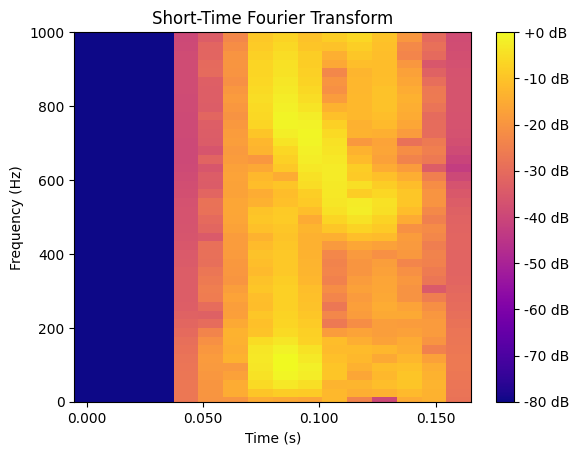 Short-Time Fourier Transform
1000
800
600
400
200
0
Frequency (Hz)
0.000
0.050
0.100
0.150
Time (s)
+0 dB
-10 dB
-20 dB
-30 dB
-40 dB
-50 dB
-60 dB
-70 dB
-80 dB